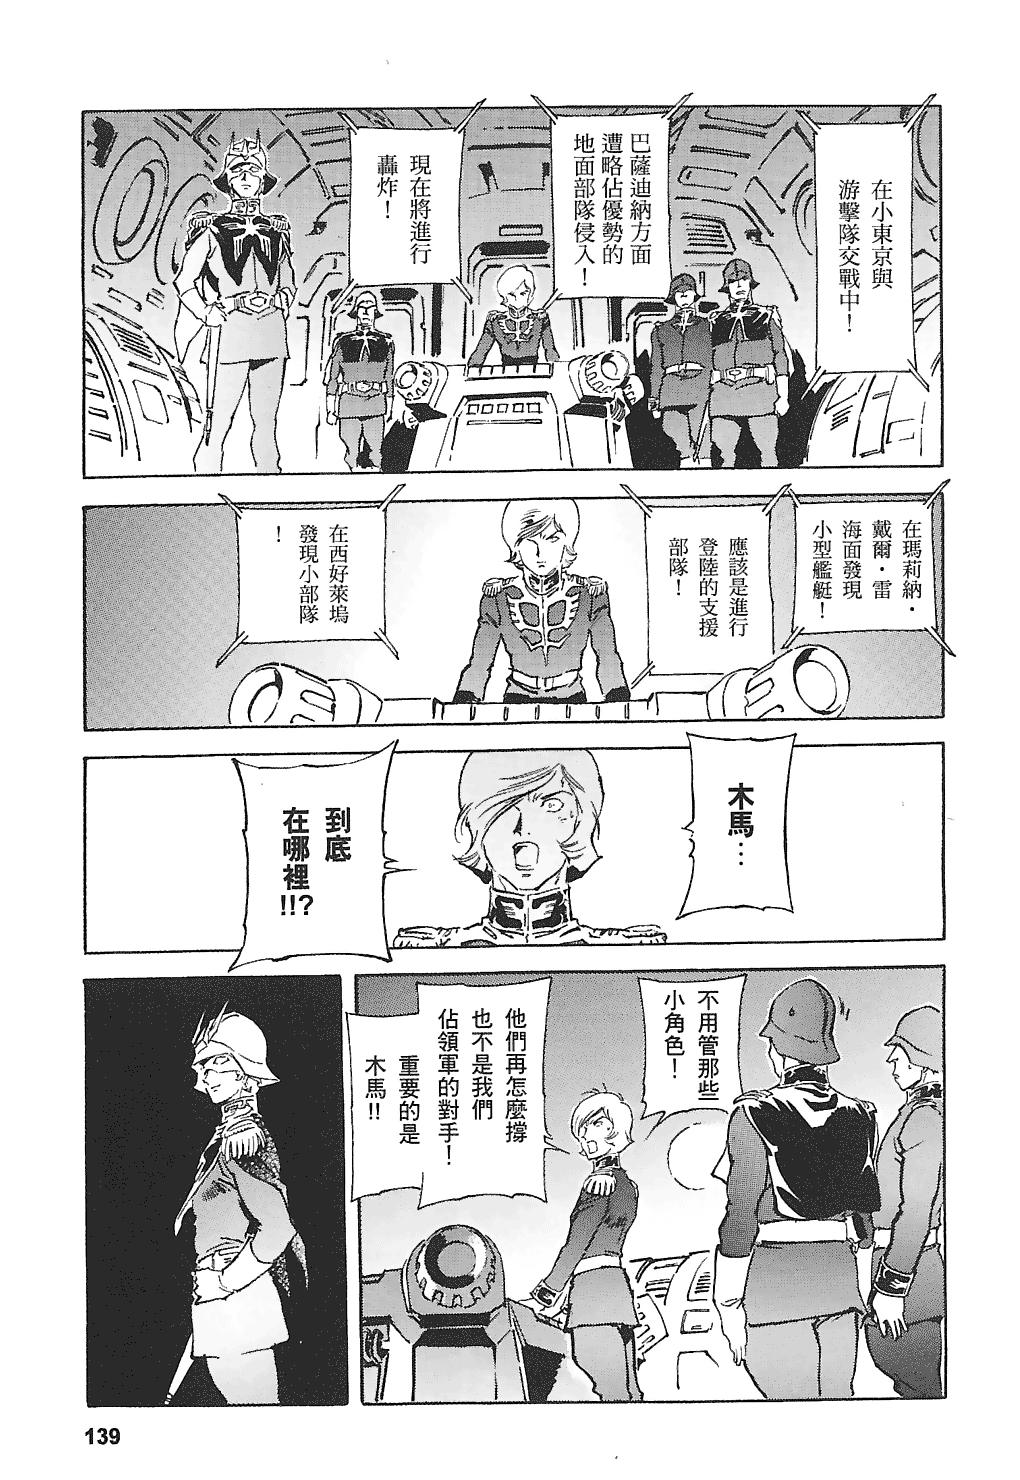 在小東京與
游擊隊交戰中！
巴薩迪納方面
遭略佔優勢的
地面部隊侵入！
現在將進行
轟炸！
在瑪莉納・
戴爾・雷
海面發現
小型艦艇！
應該是進行
登陸的支援
部隊！
在西好萊塢
發現小部隊
！
木馬…
到底
在哪裡!!?
不用管那些
小角色！
他們再怎麼撐
也不是我們
佔領軍的對手！
重要的是
木馬!!
139